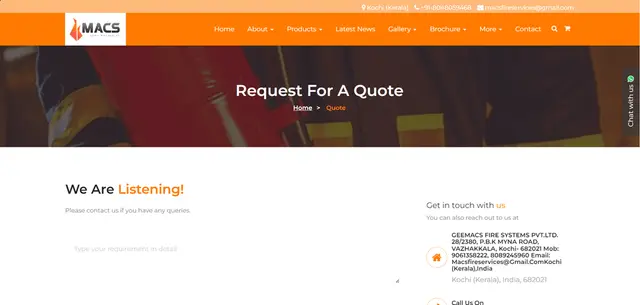 Kochi (Kerala)
macsfireservices@gmail.com
MACS
Home About Products Latest News Gallery Brochure More Contact
Request For A Quote
Home > Quote
Chat with us
We Are Listening!
Please contact us if you have any queries.
Type your requirement in detail
Get in touch with us
You can also reach out to us at
GEEMACS FIRE SYSTEMS PVT.LTD.
28/2380, P.B.K MYNA ROAD,
VAZHAKKALA, Kochi- 682021 Mob:
9061358222, 8089245960 Email:
Macsfireservices@Gmail.ComKochi
(Kerala),India
Kochi (Kerala), India, 682021
Call Us On